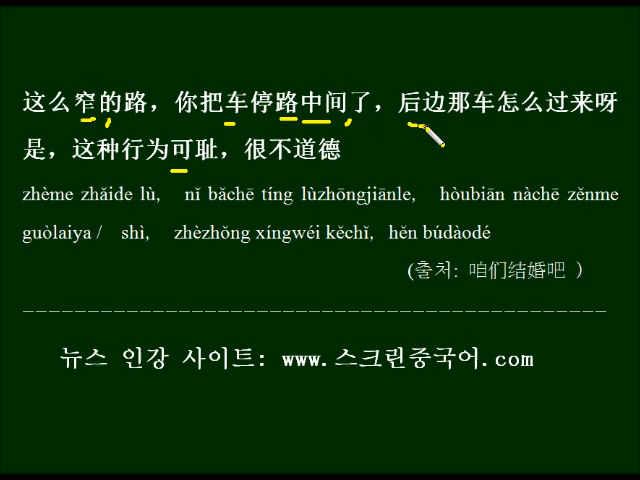 这么窄的路，你把车停路中间了，后边那车怎么过来呀
是，这种行为可耻，很不道德
zhème zhǎide lù, nǐ bǎchē tíng lùzhōngjiānle, hòubiān nàchē zěnme
guòlaiya / shì, zhèzhǒng xíngwéi kěchǐ, hěn búdàodé
(출처: 咱们结婚吧 )
뉴스 인강 사이트: www.스크린중국어.com